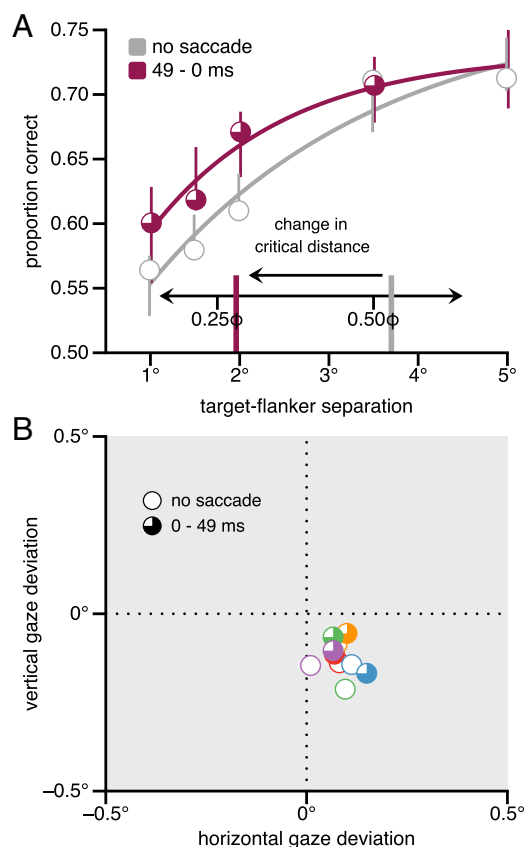 A
0.75
no saccade
49 - 0 ms
0.70
0.65
0.60
0.55
0.50
proportion correct
change in
critical distance
0.25ϕ
0.50ϕ
1°
2°
3°
4°
5°
target-flanker separation
B
0.5°
no saccade
0 - 49 ms
0°
vertical gaze deviation
–0.5°
–0.5°
0°
0.5°
horizontal gaze deviation